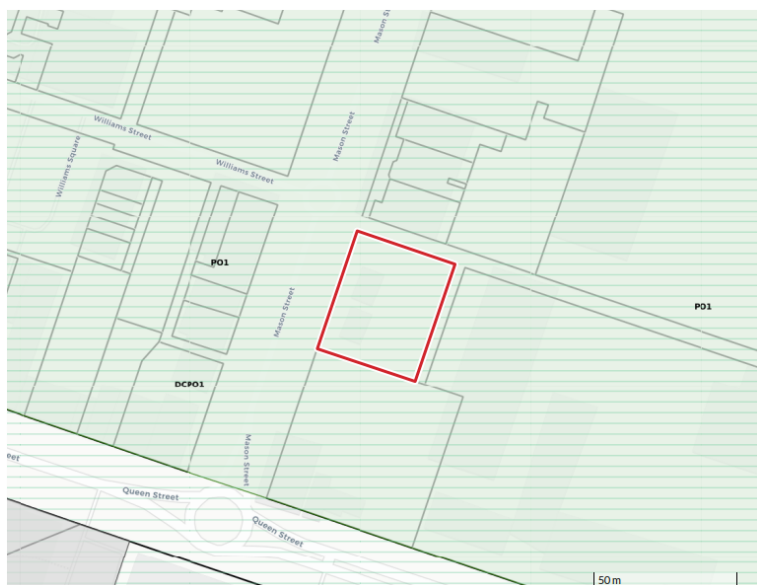 Mason St
Williams Street
Mason Street
Williams Street
Williams Square
PO1
PO1
Mason Street
DCPO1
Mason Street
eet
Queen Street
Queen Street
50 m